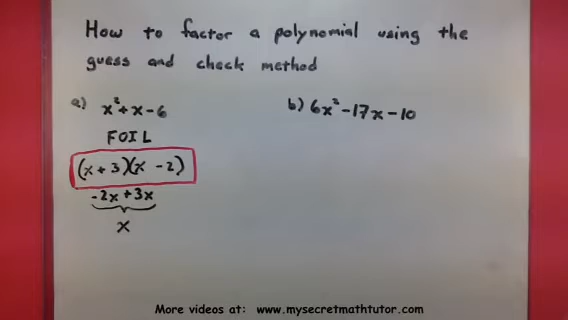 How to factor a polynomial using the
guess and check method
a) x² + x - 6
FOIL
(x + 3)(x - 2)
-2x + 3x
x
b) 6x² - 17x - 10
More videos at: www.mysecretmathtutor.com